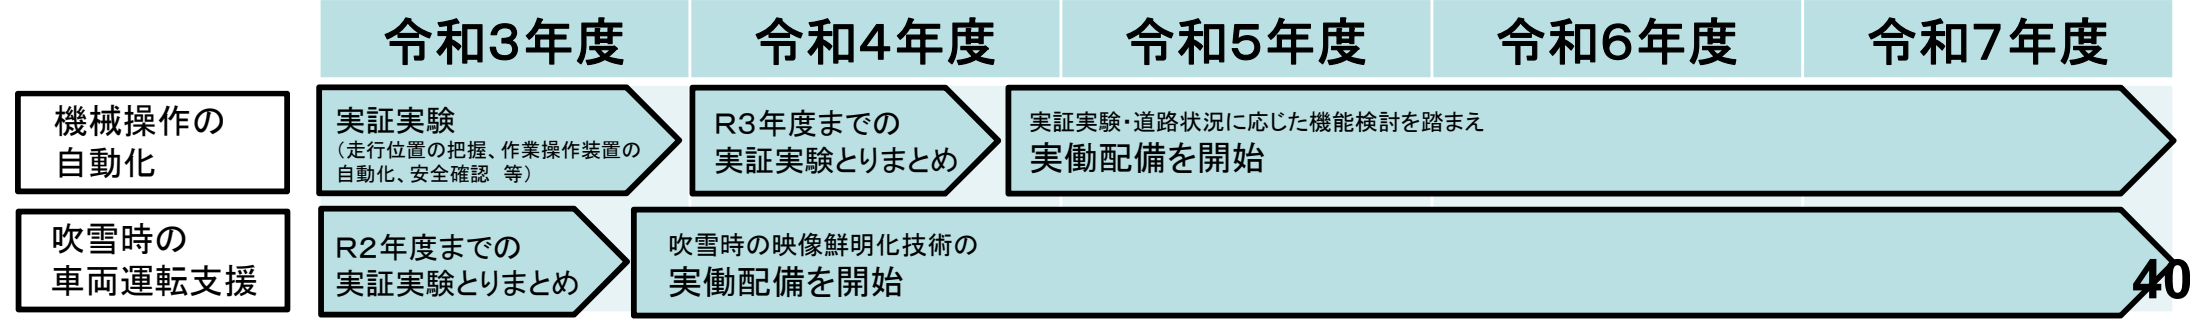 令和3年度 令和4年度 令和5年度 令和6年度 令和7年度
機械操作の
自動化
実証実験
（走行位置の把握、作業操作装置の
自動化、安全確認　等）
R3年度までの
実証実験とりまとめ
実証実験・道路状況に応じた機能検討を踏まえ
実働配備を開始
吹雪時の
車両運転支援
R2年度までの
実証実験とりまとめ
吹雪時の映像鮮明化技術の
実働配備を開始
40